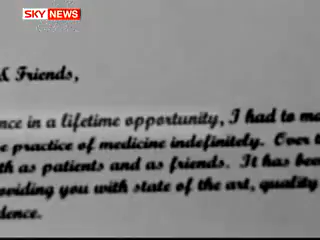 SKY NEWS
& Friends,
nce in a lifetime opportunity, I had to ma
e practice of medicine indefinitely. Over t
th as patients and as friends. It has been
oviding you with state of the art, quality
dence.